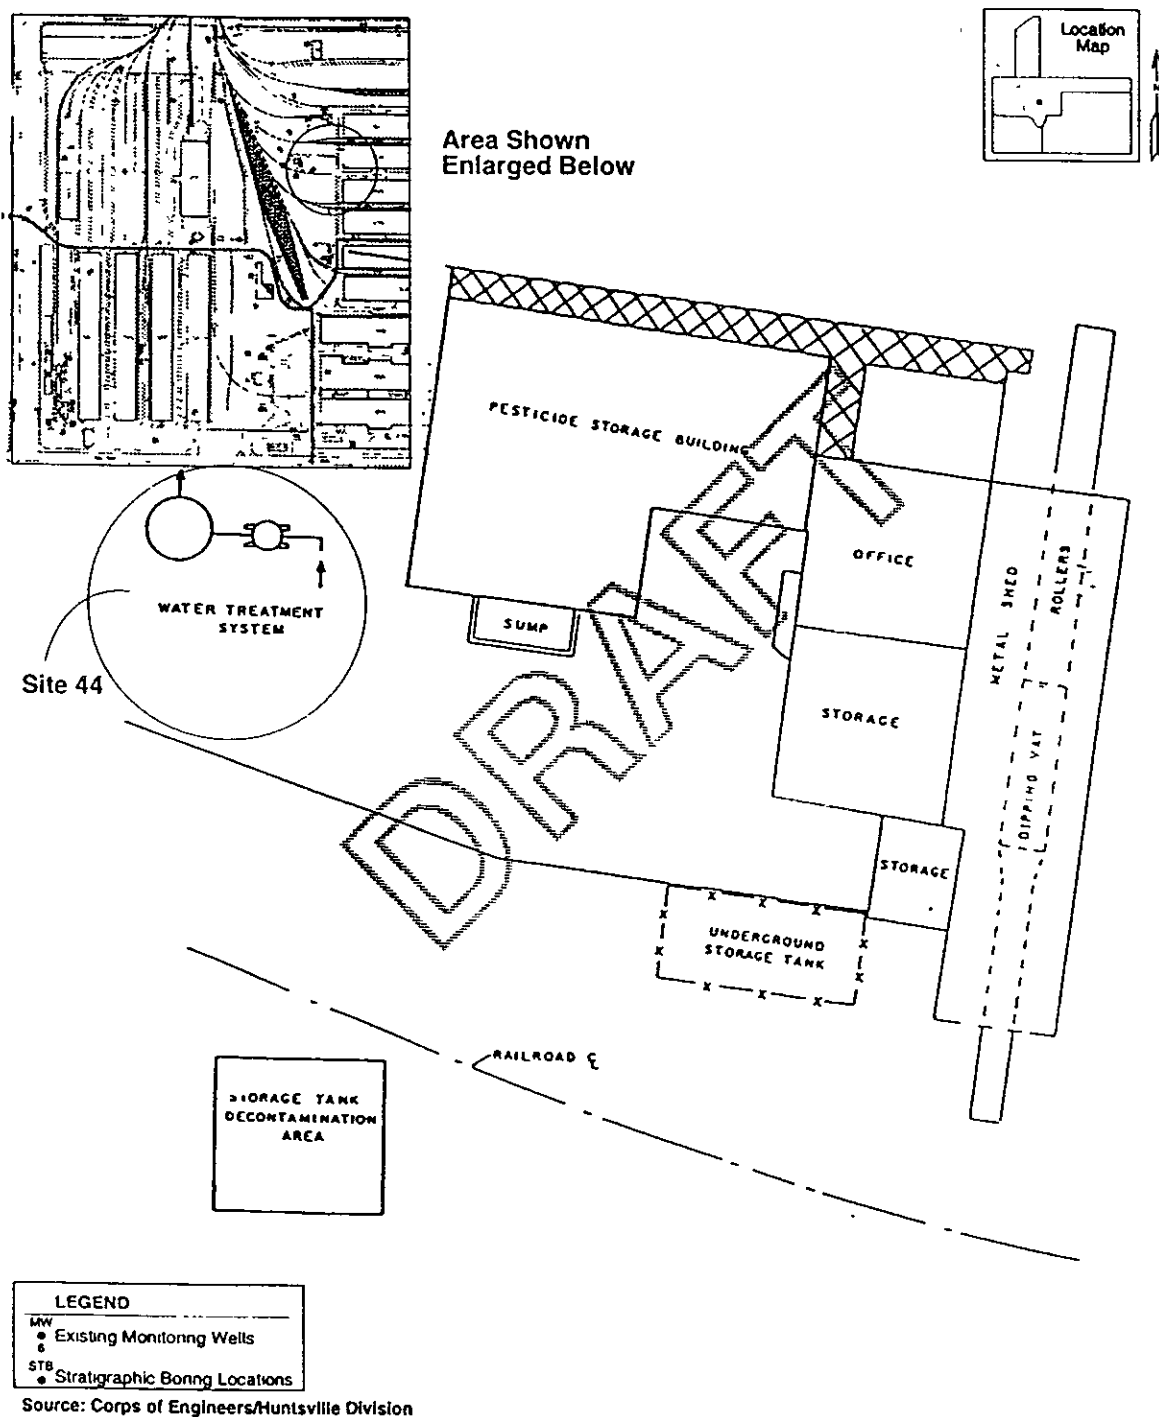 Location
Map
N
Area Shown
Enlarged Below
PESTICIDE STORAGE BUILDING
OFFICE
METAL SHED
ROLLERS
WATER TREATMENT
SYSTEM
SUMP
Site 44
STORAGE
DIPPING VAT
STORAGE
DRAFT
UNDERGROUND
STORAGE TANK
RAILROAD ℄
STORAGE TANK
DECONTAMINATION
AREA
LEGEND
MW
6
Existing Monitoring Wells
STB
Stratigraphic Boring Locations
Source: Corps of Engineers/Huntsville Division